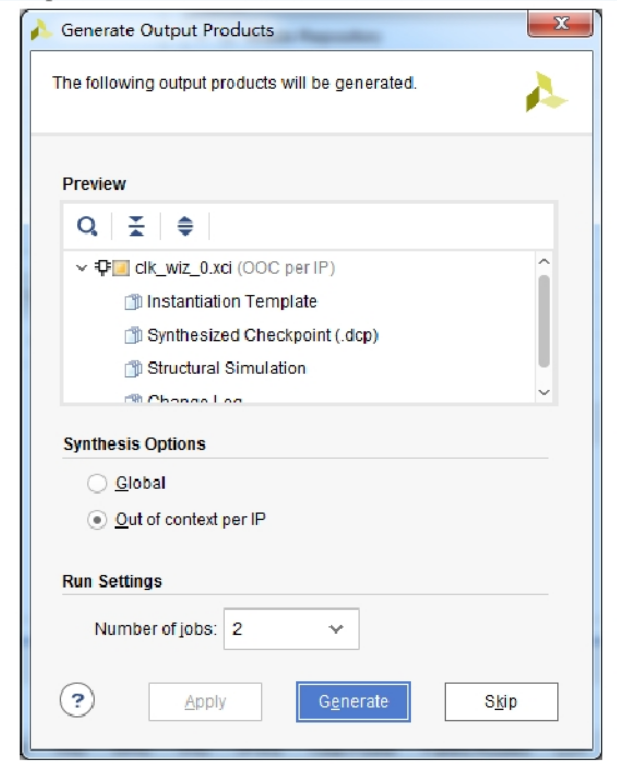 Generate Output Products
The following output products will be generated.
Preview
clk_wiz_0.xci (OOC per IP)
Instantiation Template
Synthesized Checkpoint (.dcp)
Structural Simulation
Change Log
Synthesis Options
Global
Out of context per IP
Run Settings
Number of jobs: 2
? Apply Generate Skip